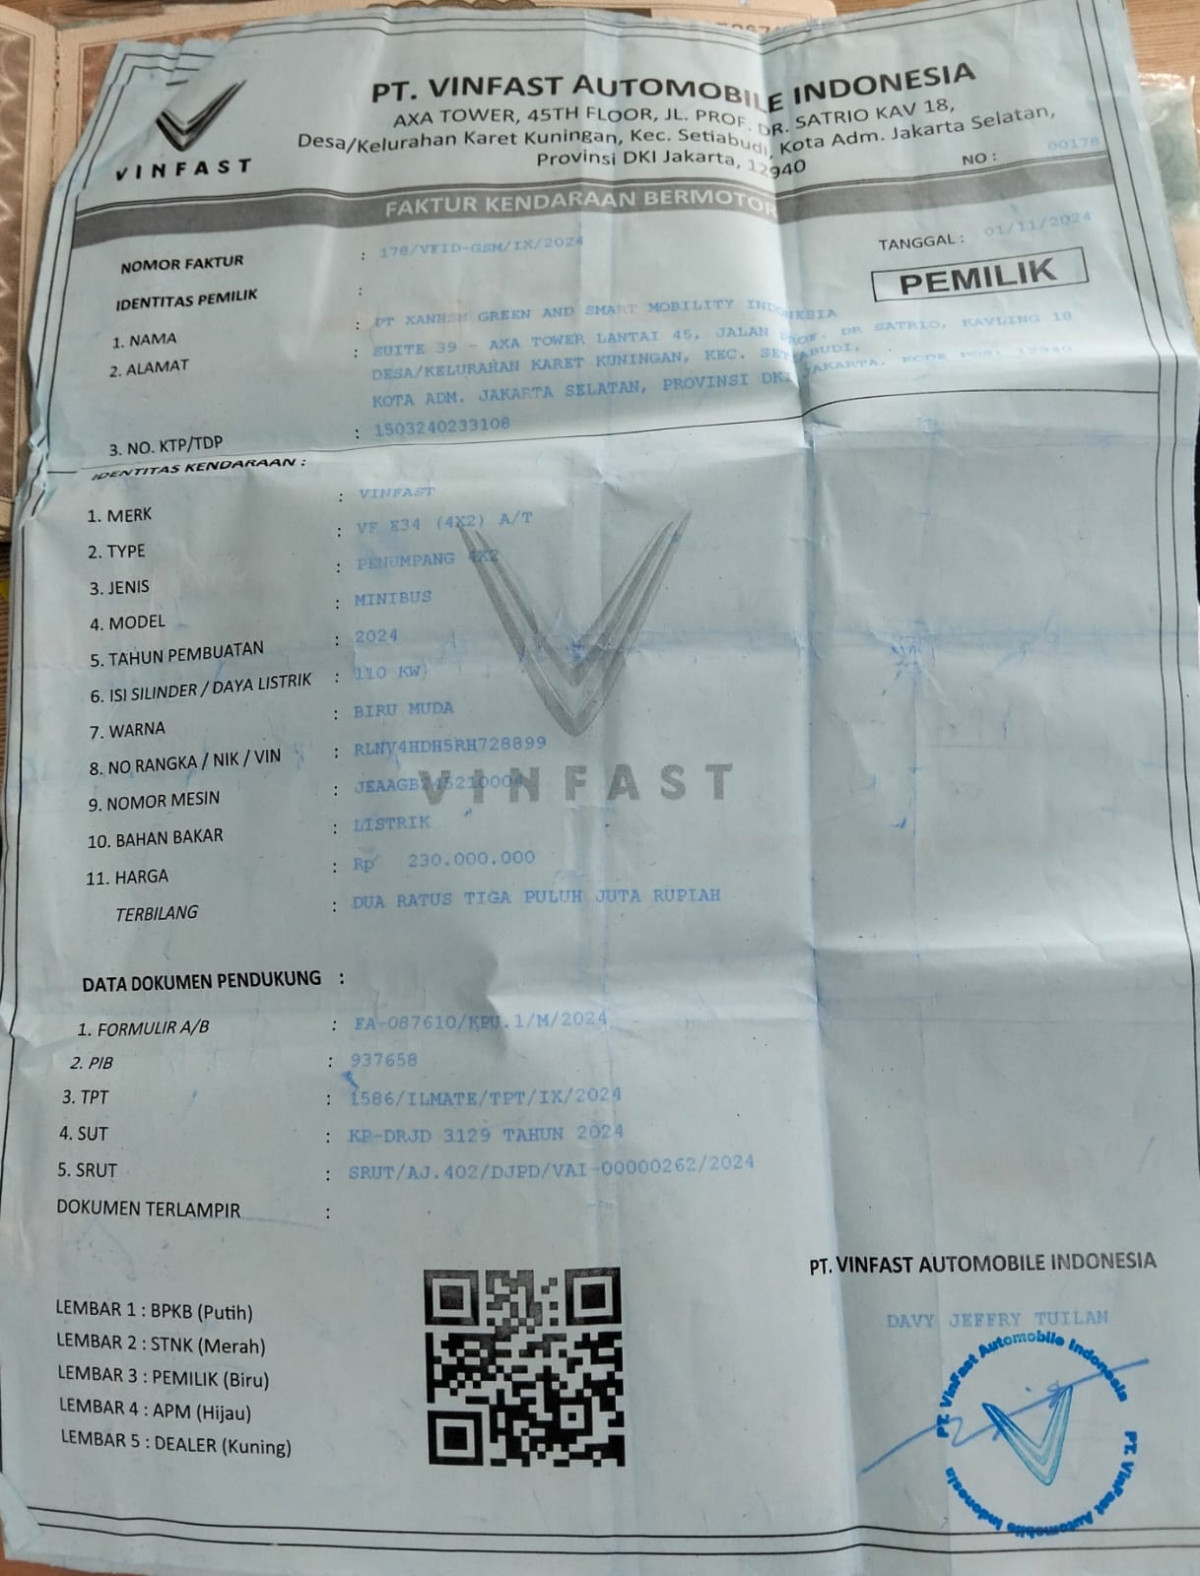 VINFAST
PT. VINFAST AUTOMOBILE INDONESIA
AXA TOWER, 45TH FLOOR, JL. PROF. DR. SATRIO KAV 18,
Desa/Kelurahan Karet Kuningan, Kec. Setiabudi, Kota Adm. Jakarta Selatan,
Provinsi DKI Jakarta, 12940
NO : 00178
FAKTUR KENDARAAN BERMOTOR
NOMOR FAKTUR : 178/VFID-GSM/IX/2024
TANGGAL : 01/11/2024
IDENTITAS PEMILIK :
PEMILIK
1. NAMA : PT XANHSM GREEN AND SMART MOBILITY INDONESIA
2. ALAMAT : SUITE 39 - AXA TOWER LANTAI 45, JALAN PROF. DR SATRIO, KAVLING 18
DESA/KELURAHAN KARET KUNINGAN, KEC. SETIABUDI,
KOTA ADM. JAKARTA SELATAN, PROVINSI DKI JAKARTA, KODE POS: 12940
3. NO. KTP/TDP : 1503240233108
IDENTITAS KENDARAAN :
1. MERK : VINFAST
2. TYPE : VF E34 (4X2) A/T
3. JENIS : PENUMPANG 4X2
4. MODEL : MINIBUS
5. TAHUN PEMBUATAN : 2024
6. ISI SILINDER / DAYA LISTRIK : 110 KW
7. WARNA : BIRU MUDA
8. NO RANGKA / NIK / VIN : RLNV4HDH5RH728899
9. NOMOR MESIN :
10. BAHAN BAKAR : LISTRIK
11. HARGA : Rp 230.000.000
TERBILANG : DUA RATUS TIGA PULUH JUTA RUPIAH
VINFAST
DATA DOKUMEN PENDUKUNG :
1. FORMULIR A/B : FA-087610/KPU.1/M/2024
2. PIB : 937658
3. TPT : 1586/ILMATE/TPT/IX/2024
4. SUT : KP-DRJD 3129 TAHUN 2024
5. SRUT : SRUT/AJ.402/DJPD/VAI-00000262/2024
DOKUMEN TERLAMPIR :
PT. VINFAST AUTOMOBILE INDONESIA
LEMBAR 1 : BPKB (Putih)
LEMBAR 2 : STNK (Merah)
LEMBAR 3 : PEMILIK (Biru)
LEMBAR 4 : APM (Hijau)
LEMBAR 5 : DEALER (Kuning)
DAVY JEFFRY TUILAN
PT. VinFast Automobile Indonesia
PT. VinFast Automobile Indonesia